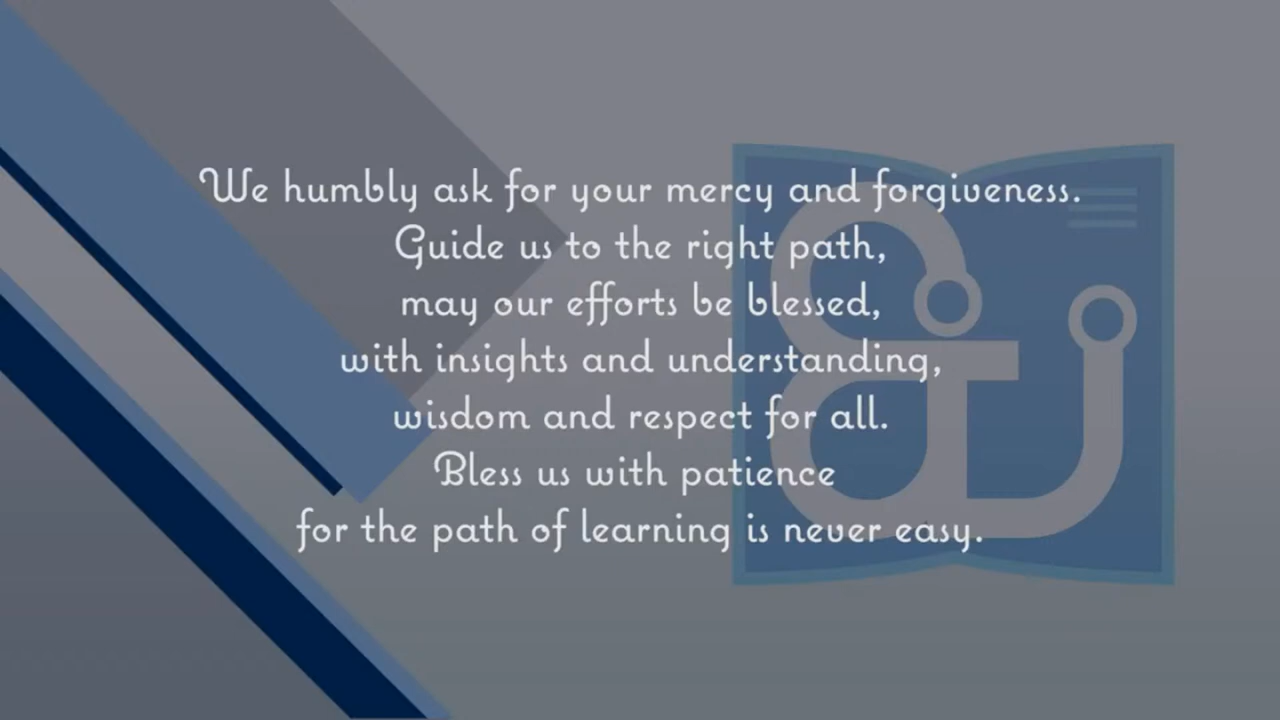 We humbly ask for your mercy and forgiveness.
Guide us to the right path,
may our efforts be blessed,
with insights and understanding,
wisdom and respect for all.
Bless us with patience
for the path of learning is never easy.